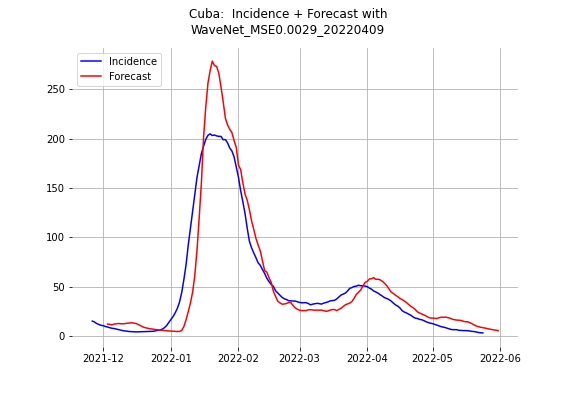 Cuba:  Incidence + Forecast with
WaveNet_MSE0.0029_20220409
Incidence
Forecast
250
200
150
100
50
0
2021-12 2022-01 2022-02 2022-03 2022-04 2022-05 2022-06